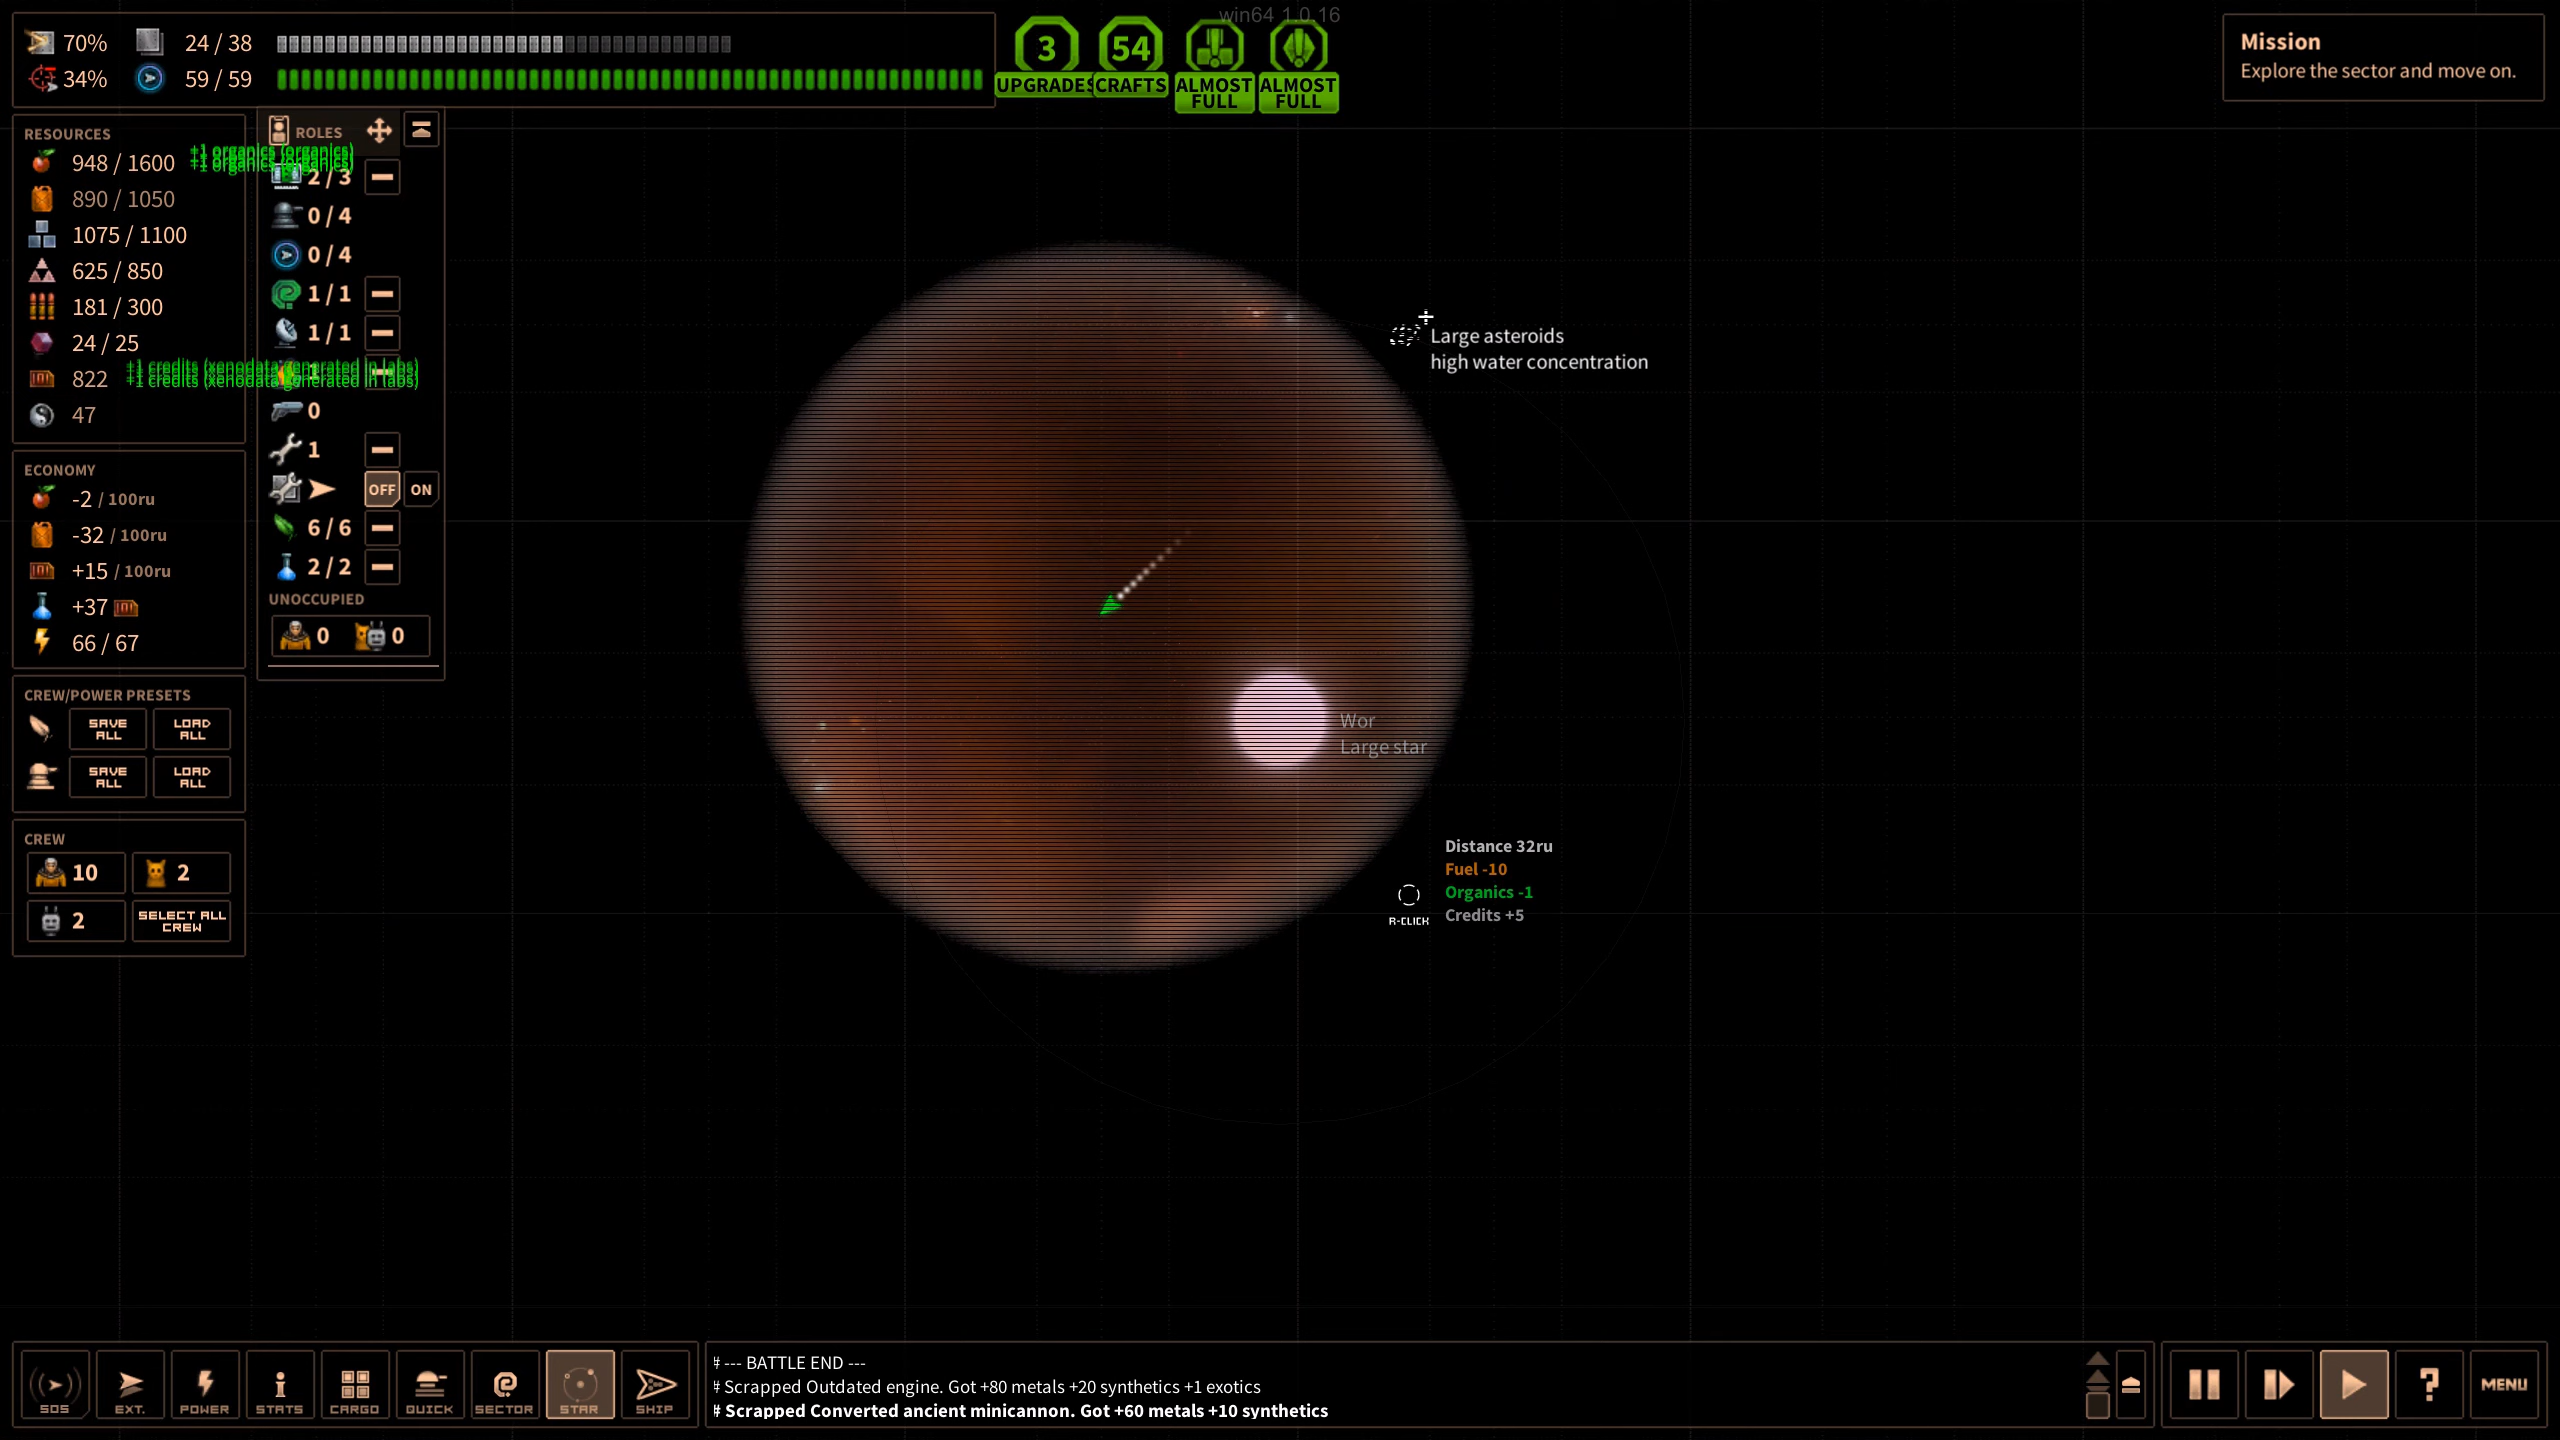 win64 1.0.16
70% 24 / 38
34% 59 / 59
3 UPGRADES
54 CRAFTS
ALMOST FULL
ALMOST FULL
Mission
Explore the sector and move on.
RESOURCES
948 / 1600
+1 organics (organics)
890 / 1050
1075 / 1100
625 / 850
181 / 300
24 / 25
822
+1 credits (xenodata generated in labs)
47
ROLES
2 / 3
0 / 4
0 / 4
1 / 1
1 / 1
1
0
1
OFF ON
6 / 6
2 / 2
UNOCCUPIED
0 0
ECONOMY
-2 / 100ru
-32 / 100ru
+15 / 100ru
+37
66 / 67
CREW/POWER PRESETS
SAVE ALL LOAD ALL
SAVE ALL LOAD ALL
CREW
10 2
2 SELECT ALL CREW
Large asteroids
high water concentration
Wor
Large star
Distance 32ru
Fuel -10
Organics -1
Credits +5
R-CLICK
SOS EXT. POWER STATS CARGO QUICK SECTOR STAR SHIP
# --- BATTLE END ---
# Scrapped Outdated engine. Got +80 metals +20 synthetics +1 exotics
# Scrapped Converted ancient minicannon. Got +60 metals +10 synthetics
? MENU